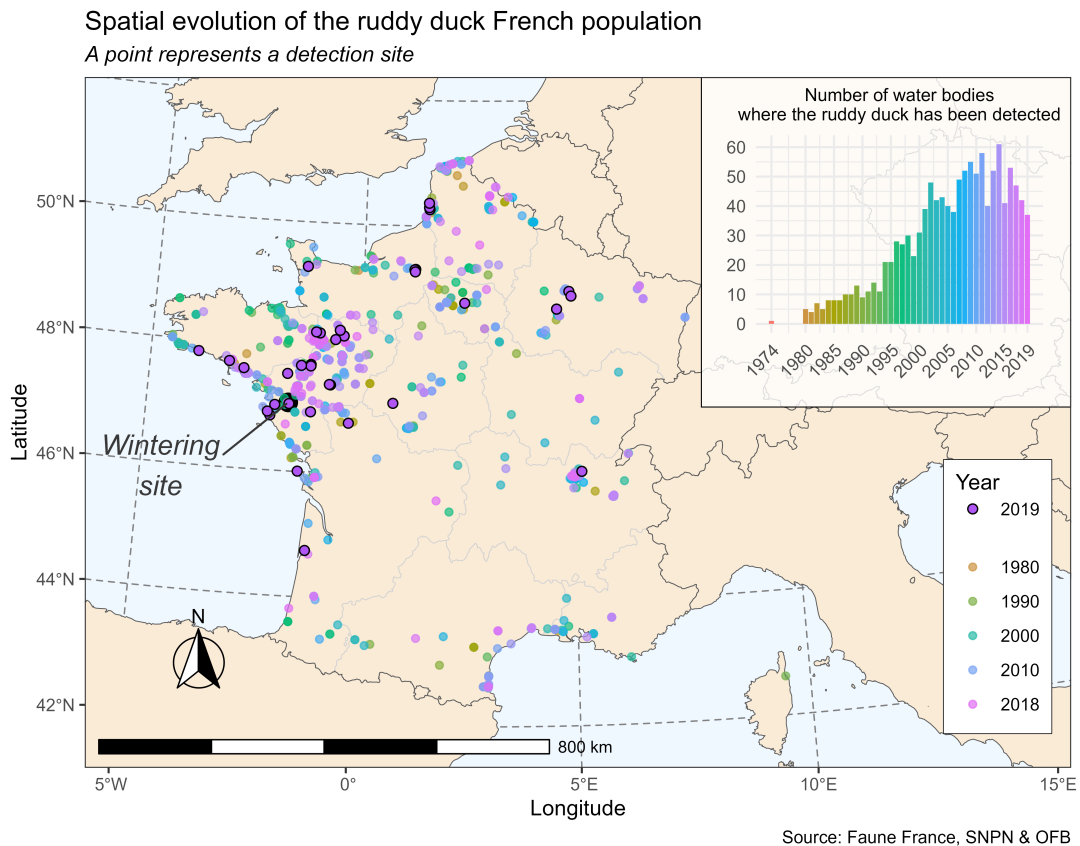 Spatial evolution of the ruddy duck French population
A point represents a detection site
Number of water bodies
where the ruddy duck has been detected
60
50
40
30
20
10
0
1974
1980
1985
1990
1995
2000
2005
2010
2015
2019
50°N
48°N
46°N
44°N
42°N
Latitude
Wintering
site
N
800 km
Year
2019
1980
1990
2000
2010
2018
5°W
0°
5°E
10°E
15°E
Longitude
Source: Faune France, SNPN & OFB